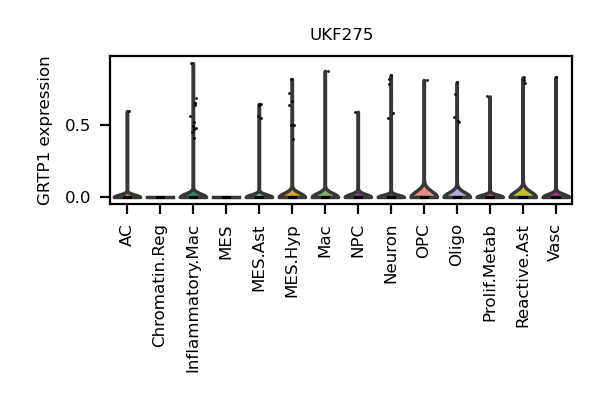 UKF275
GRTP1 expression
0.5
0.0
AC
Chromatin.Reg
Inflammatory.Mac
MES
MES.Ast
MES.Hyp
Mac
NPC
Neuron
OPC
Oligo
Prolif.Metab
Reactive.Ast
Vasc